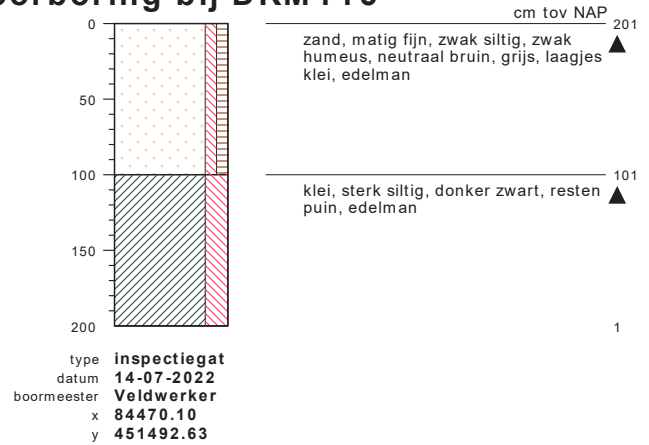 bij
cm tov NAP
0
201
zand, matig fijn, zwak siltig, zwak
humeus, neutraal bruin, grijs, laagjes
klei, edelman
50
100
101
klei, sterk siltig, donker zwart, resten
puin, edelman
150
200
1
type inspectiegat
datum 14-07-2022
boormeester Veldwerker
x 84470.10
y 451492.63